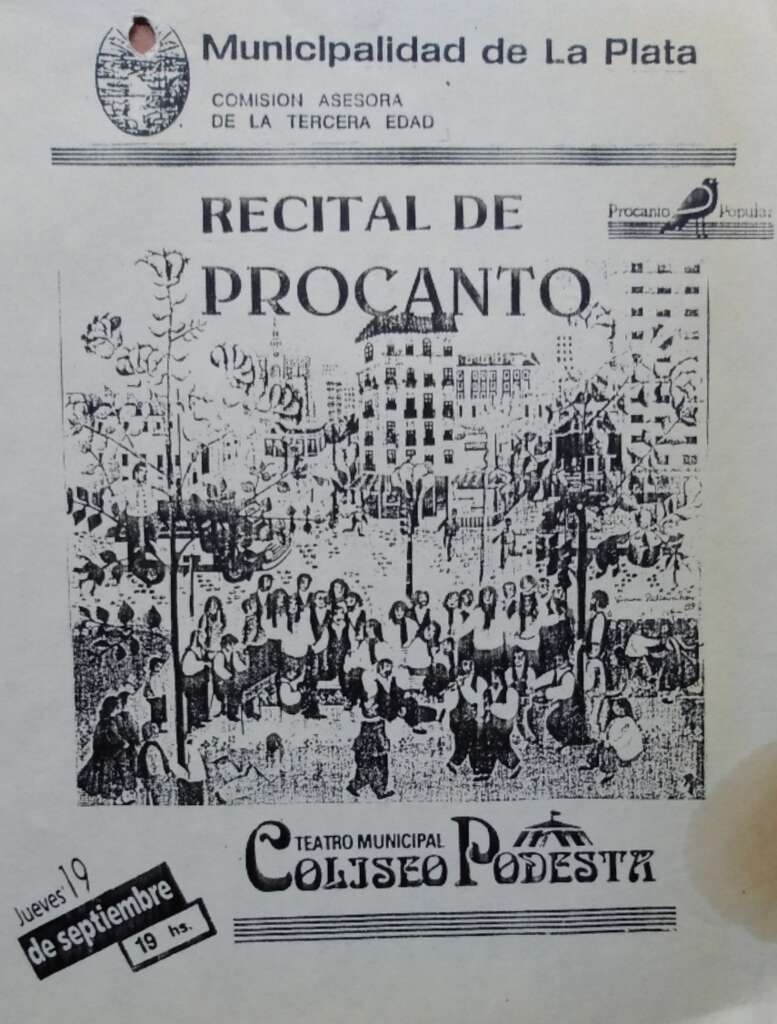 Municipalidad de La Plata
COMISION ASESORA
DE LA TERCERA EDAD
RECITAL DE
Procanto Popular
PROCANTO
TEATRO MUNICIPAL
COLISEO PODESTA
Jueves 19
de septiembre
19 hs.